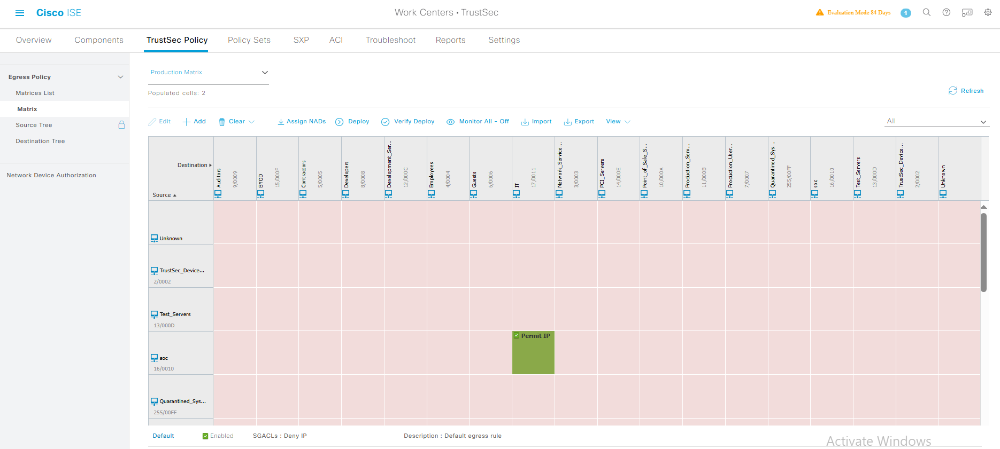 Cisco ISE
Work Centers • TrustSec
Evaluation Mode 84 Days
1
Overview
Components
TrustSec Policy
Policy Sets
SXP
ACI
Troubleshoot
Reports
Settings
Egress Policy
Matrices List
Matrix
Source Tree
Destination Tree
Network Device Authorization
Production Matrix
Populated cells: 2
Refresh
Edit
Add
Clear
Assign NADs
Deploy
Verify Deploy
Monitor All - Off
Import
Export
View
All
Destination
Source
Auditors
9/0009
BYOD
15/000F
Contractors
5/0005
Developers
8/0008
Development_Ser...
12/000C
Employees
4/0004
Guests
6/0006
IT
17/0011
Network_Service...
3/0003
PCI_Servers
14/000E
Point_of_Sale_S...
10/000A
Production_Serv...
11/000B
Production_User...
7/0007
Quarantined_Sys...
255/00FF
soc
16/0010
Test_Servers
13/000D
TrustSec_Device...
2/0002
Unknown
Unknown
TrustSec_Device...
2/0002
Test_Servers
13/000D
soc
16/0010
Permit IP
Quarantined_Sys...
255/00FF
Default
Enabled
SGACLs : Deny IP
Description : Default egress rule
Activate Windows